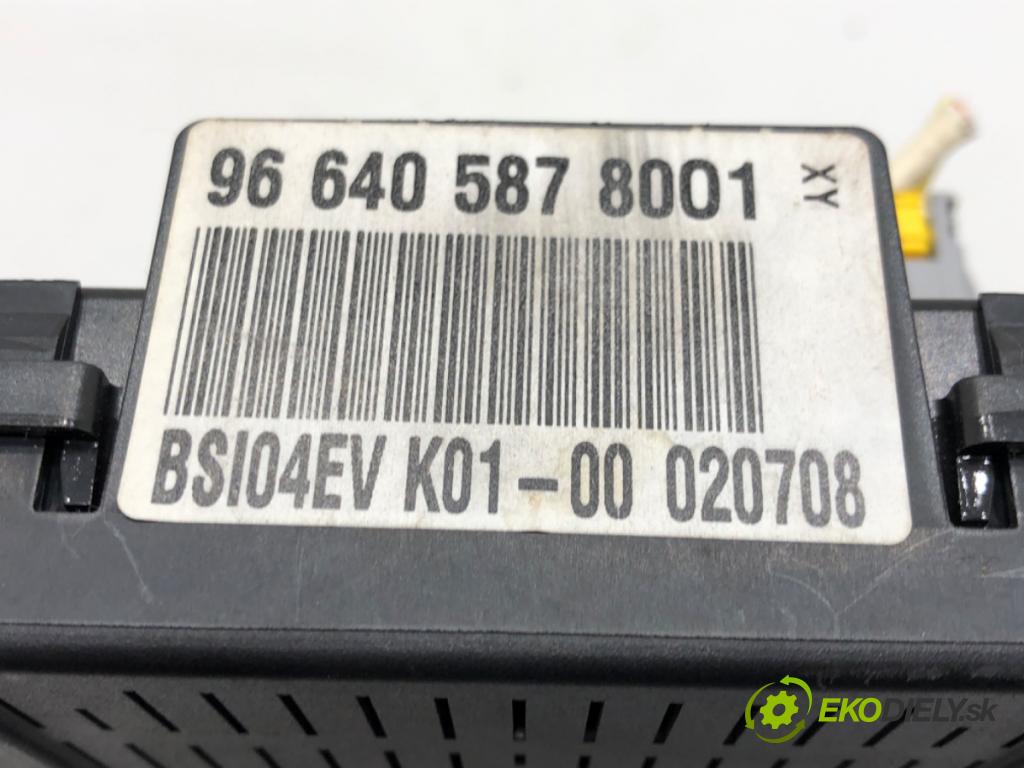 96 640 587 8001
XY
BSI04EV K01-00 020708
EKODIELY.sk